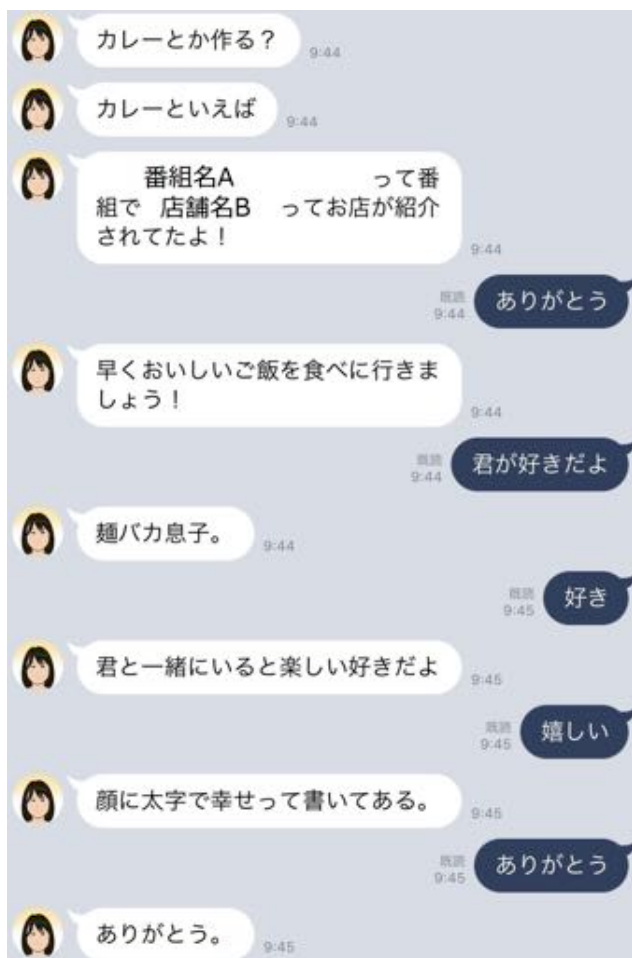 カレーとか作る？
9:44
カレーといえば
9:44
番組名A って番
組で 店舗名B ってお店が紹介
されてたよ！
9:44
既読
9:44
ありがとう
早くおいしいご飯を食べに行きま
しょう！
9:44
既読
9:44
君が好きだよ
麺バカ息子。
9:44
既読
9:45
好き
君と一緒にいると楽しい好きだよ
9:45
既読
9:45
嬉しい
顔に太字で幸せって書いてある。
9:45
既読
9:45
ありがとう
ありがとう。
9:45